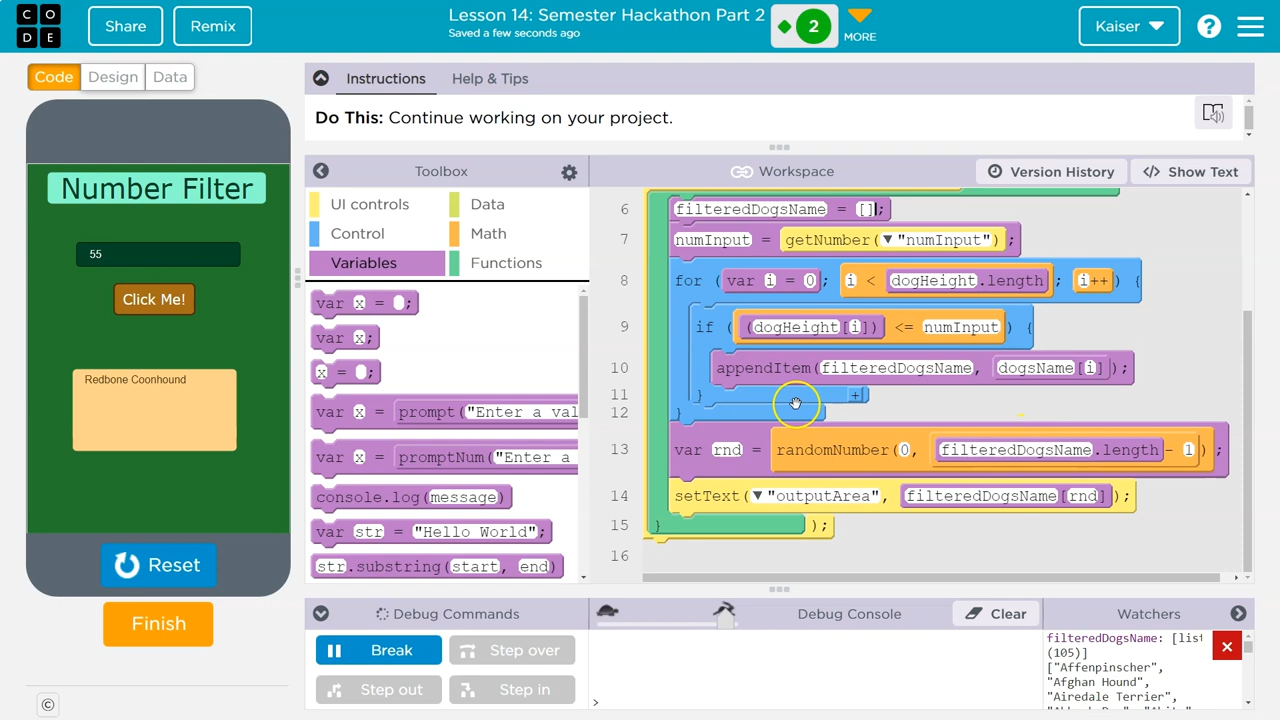 CO
DE
Share
Remix
Lesson 14: Semester Hackathon Part 2
Saved a few seconds ago
2
MORE
Kaiser
?
Code
Design
Data
Instructions
Help & Tips
Do This: Continue working on your project.
Toolbox
Workspace
Version History
</> Show Text
Number Filter
55
Click Me!
Redbone Coonhound
Reset
Finish
©
UI controls
Data
Control
Math
Variables
Functions
var x = 0;
var x;
x = 0;
var x = prompt("Enter a val
var x = promptNum("Enter a
console.log(message)
var str = "Hello World";
str.substring(start, end)
6 filteredDogsName = [];
7 numInput = getNumber(▼"numInput");
8 for (var i = 0; i < dogHeight.length; i++) {
9 if ((dogHeight[i]) <= numInput) {
10 appendItem(filteredDogsName, dogsName[i]);
11 } +
12 }
13 var rnd = randomNumber(0, filteredDogsName.length- 1);
14 setText(▼"outputArea", filteredDogsName[rnd]);
15 } );
16
Debug Commands
Debug Console
Clear
Watchers
Break
Step over
Step out
Step in
>
filteredDogsName: [list
(105)]
["Affenpinscher",
"Afghan Hound",
"Airedale Terrier",